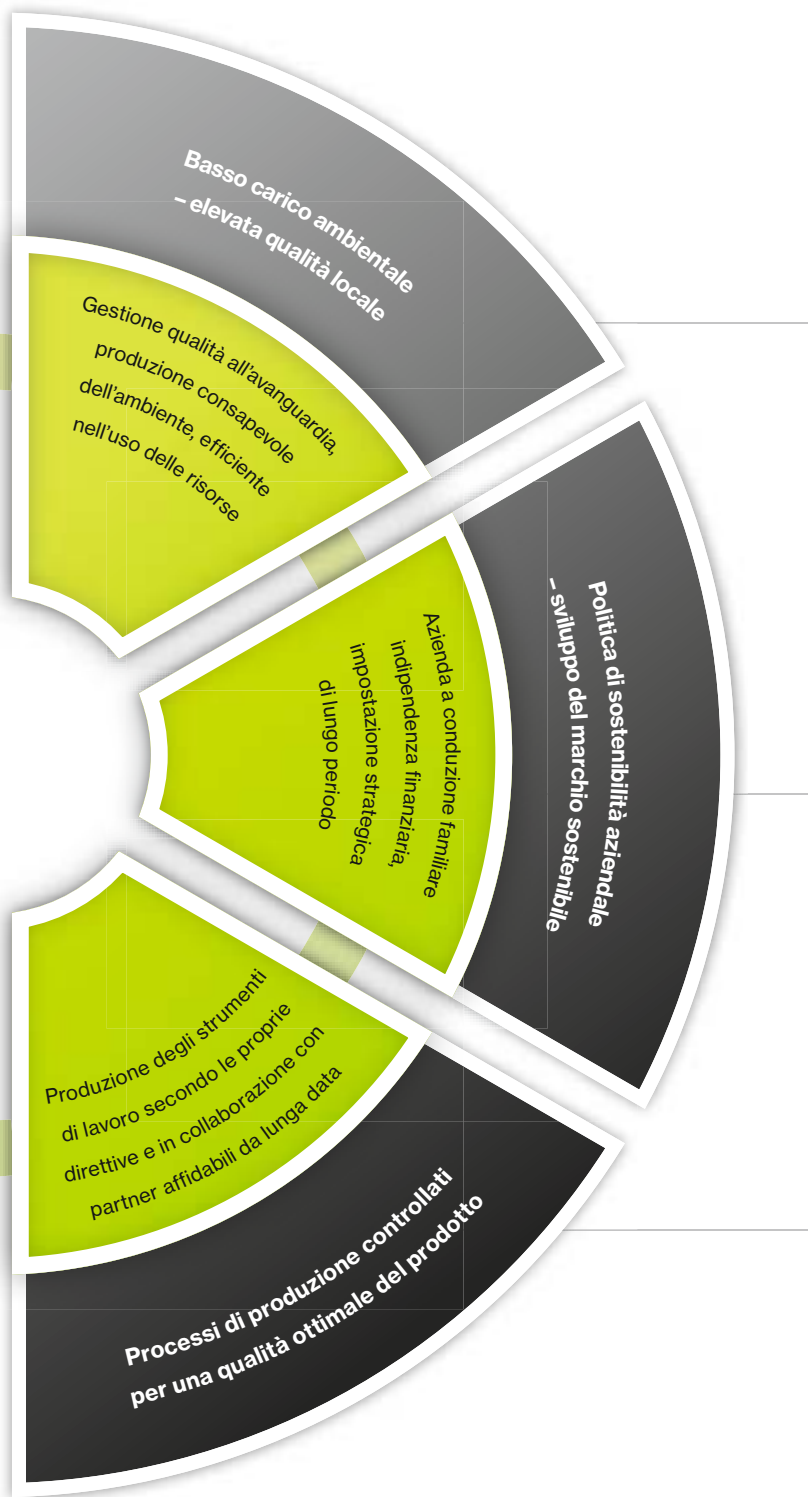 Basso carico ambientale
– elevata qualità locale
Gestione qualità all’avanguardia,
produzione consapevole
dell’ambiente, efficiente
nell’uso delle risorse
Politica di sostenibilità aziendale
– sviluppo del marchio sostenibile
Azienda a conduzione familiare
indipendenza finanziaria,
impostazione strategica
di lungo periodo
Produzione degli strumenti
di lavoro secondo le proprie
direttive e in collaborazione con
partner affidabili da lunga data
Processi di produzione controllati
per una qualità ottimale del prodotto